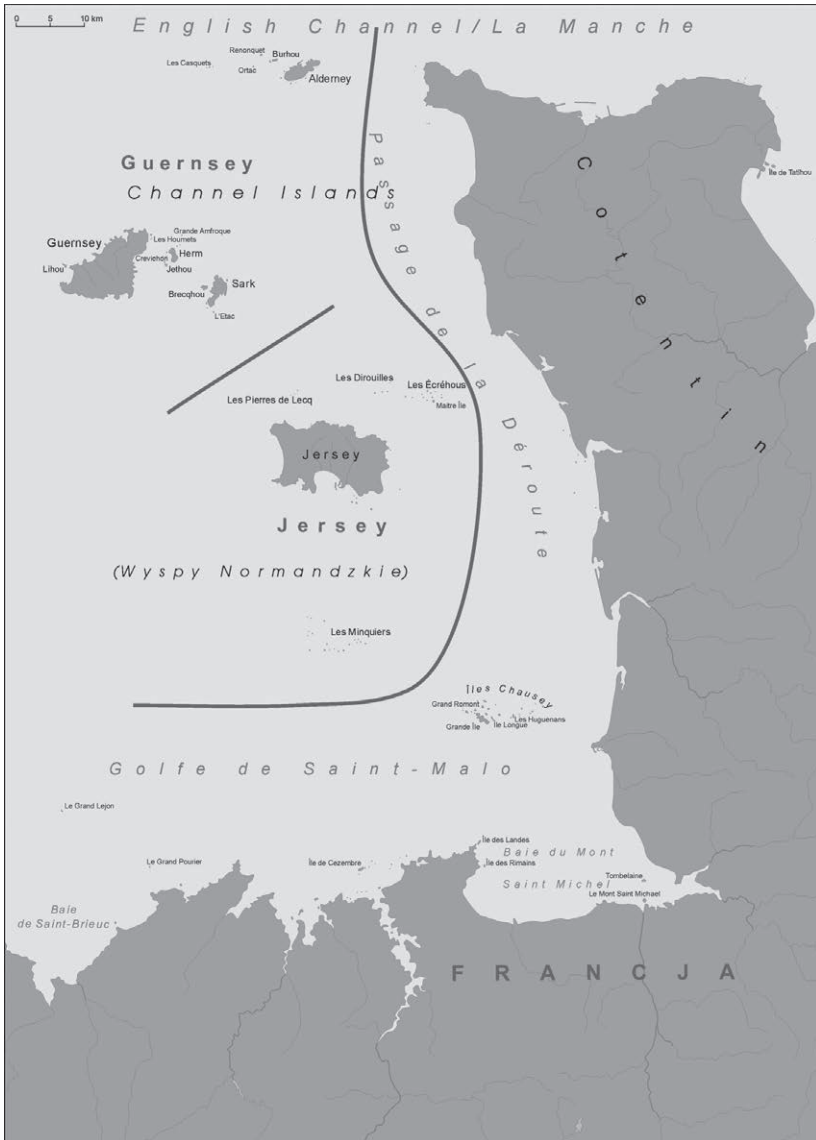 0 5 10 km
English Channel/La Manche
Renonquet
Burhou
Les Casquets
Ortac
Alderney
Passage de la Déroute
Cotentin
Île de Tatihou
Guernsey
Channel Islands
Grande Amfroque
Les Houmets
Guernsey
Herm
Crevichon
Jethou
Lihou
Sark
Brecqhou
L'Etac
Les Dirouilles
Les Écréhous
Les Pierres de Lecq
Maitre Île
Jersey
Jersey
(Wyspy Normandzkie)
Les Minquiers
Îles Chausey
Grand Romont
Les Huguenans
Grande Île
Île Longue
Golfe de Saint-Malo
Le Grand Lejon
Île des Landes
Baie du Mont
Le Grand Pourier
Île de Cezembre
Île des Rimains
Tombelaine
Saint Michel
Le Mont Saint Michael
Baie
de Saint-Brieuc
FRANCJA